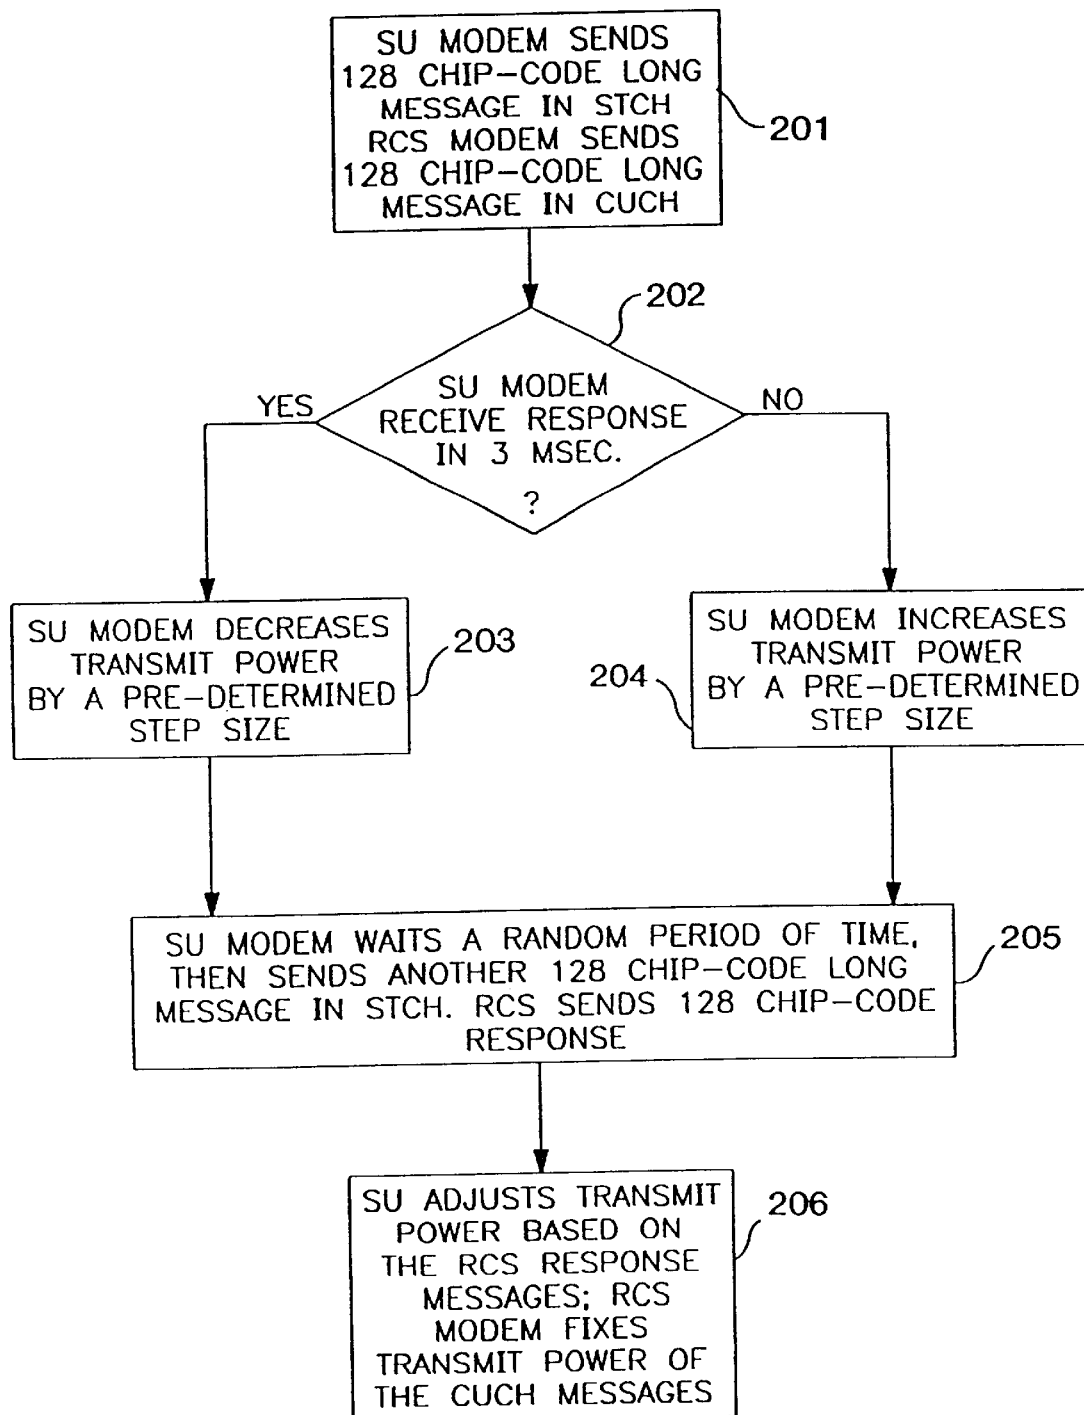 SU MODEM SENDS
128 CHIP-CODE LONG
MESSAGE IN STCH
RCS MODEM SENDS
128 CHIP-CODE LONG
MESSAGE IN CUCH
201
202
SU MODEM
RECEIVE RESPONSE
IN 3 MSEC.
?
YES
NO
SU MODEM DECREASES
TRANSMIT POWER
BY A PRE-DETERMINED
STEP SIZE
203
SU MODEM INCREASES
TRANSMIT POWER
BY A PRE-DETERMINED
STEP SIZE
204
SU MODEM WAITS A RANDOM PERIOD OF TIME,
THEN SENDS ANOTHER 128 CHIP-CODE LONG
MESSAGE IN STCH. RCS SENDS 128 CHIP-CODE
RESPONSE
205
SU ADJUSTS TRANSMIT
POWER BASED ON
THE RCS RESPONSE
MESSAGES; RCS
MODEM FIXES
TRANSMIT POWER OF
THE CUCH MESSAGES
206